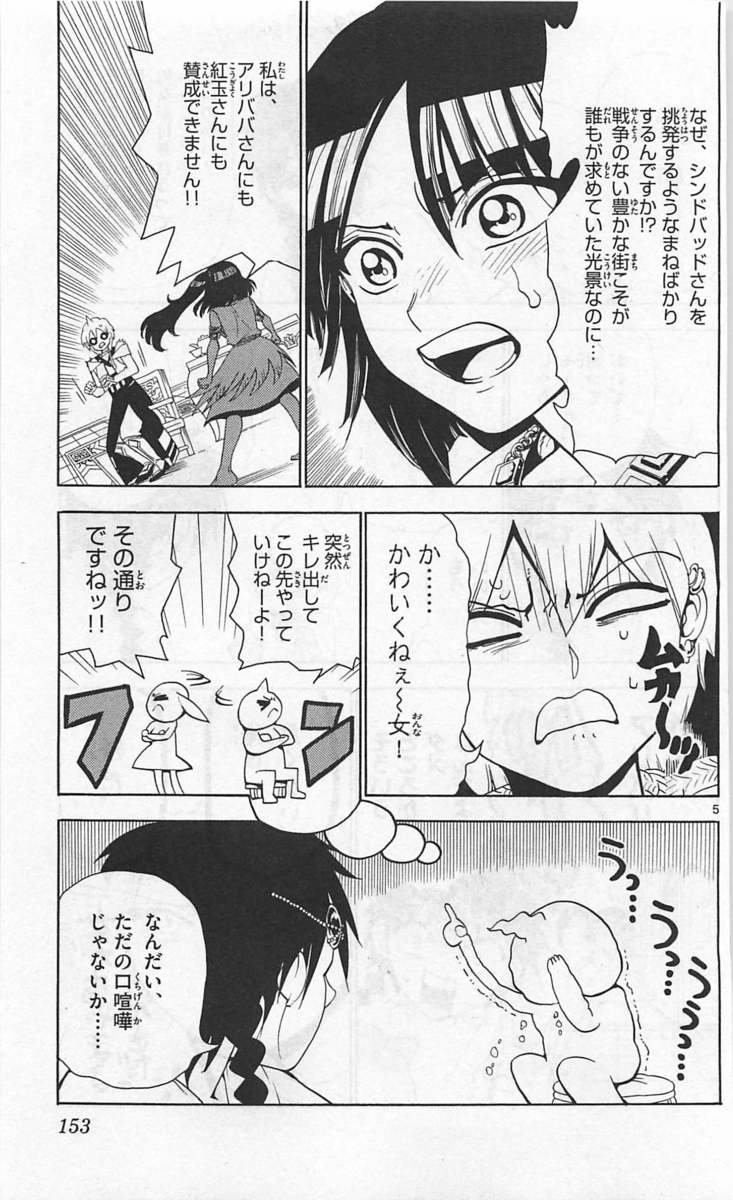 なぜ、シンドバッドさんを
挑発するようなまねばかり
するんですか!?
戦争のない豊かな街こそが
誰もが求めていた光景なのに…
私は、
アリババさんにも
紅玉さんにも
賛成できません!!
か……
かわいくねぇ～女!
ムカ～～ッ
突然
キレ出して
この先やって
いけねーよ!
その通り
ですねッ!!
フン
5
うっ…
うっ…
うっ…
なんだい、
ただの口喧嘩
じゃないか……
153